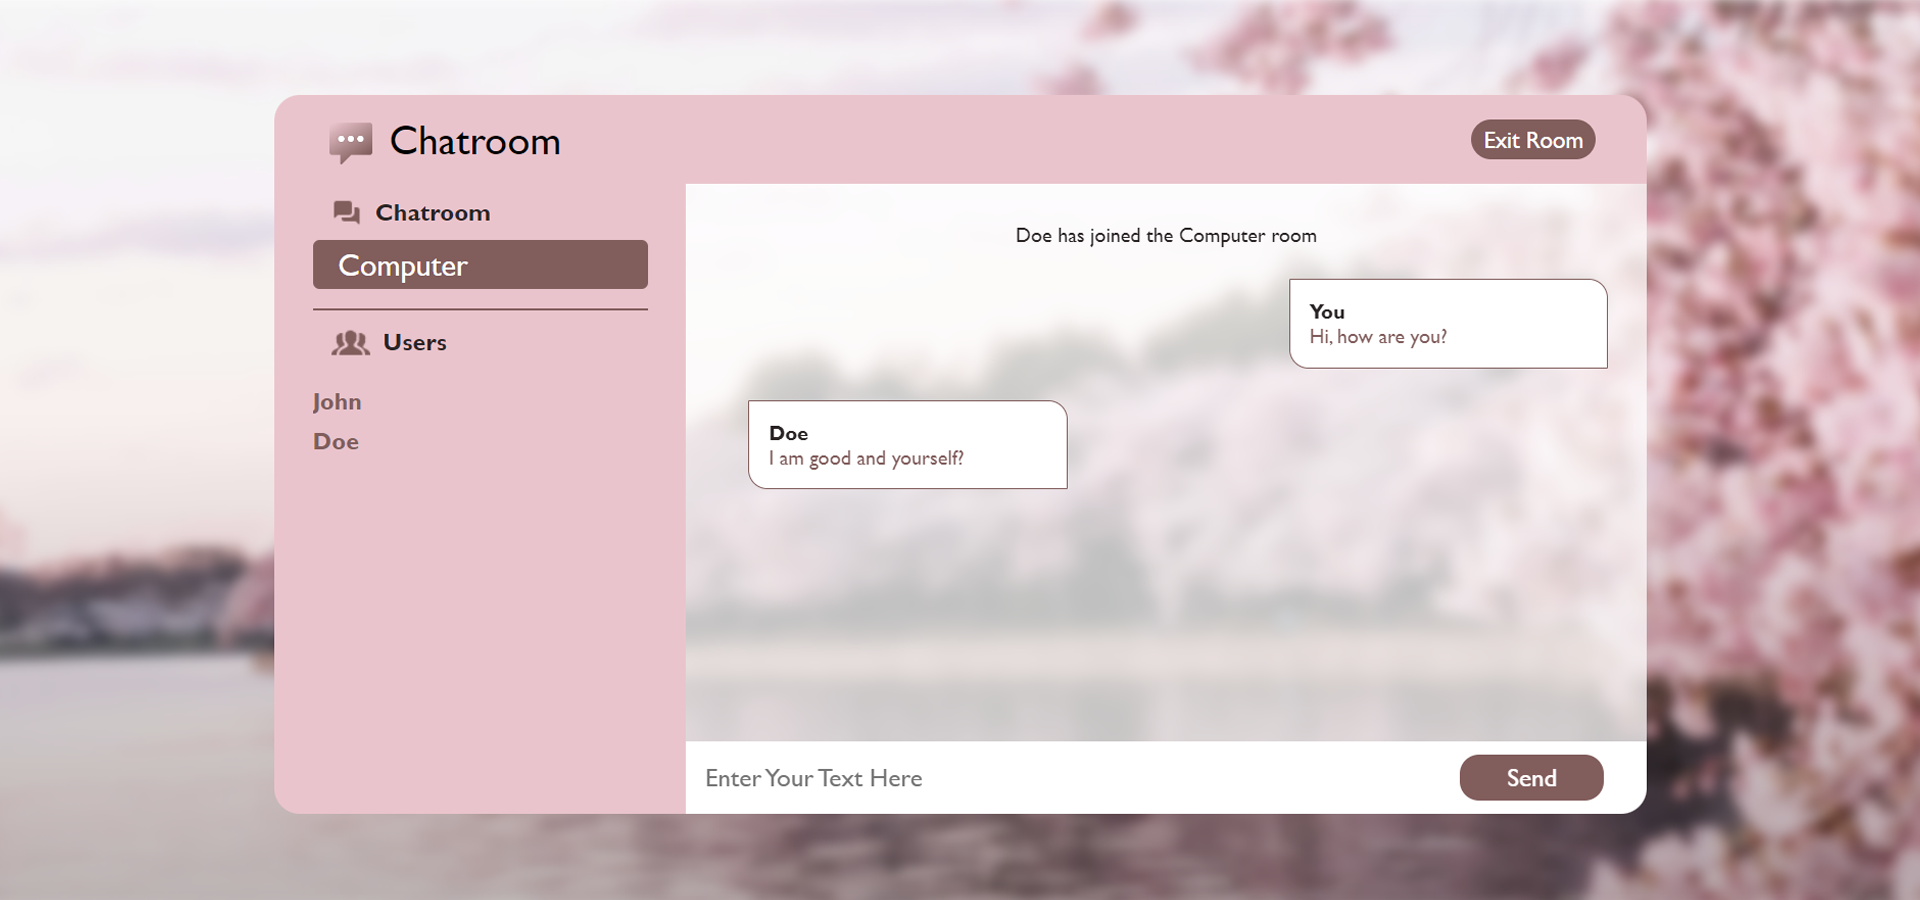 Chatroom
Exit Room
Chatroom
Computer
Users
John
Doe
Doe has joined the Computer room
You
Hi, how are you?
Doe
I am good and yourself?
Enter Your Text Here
Send